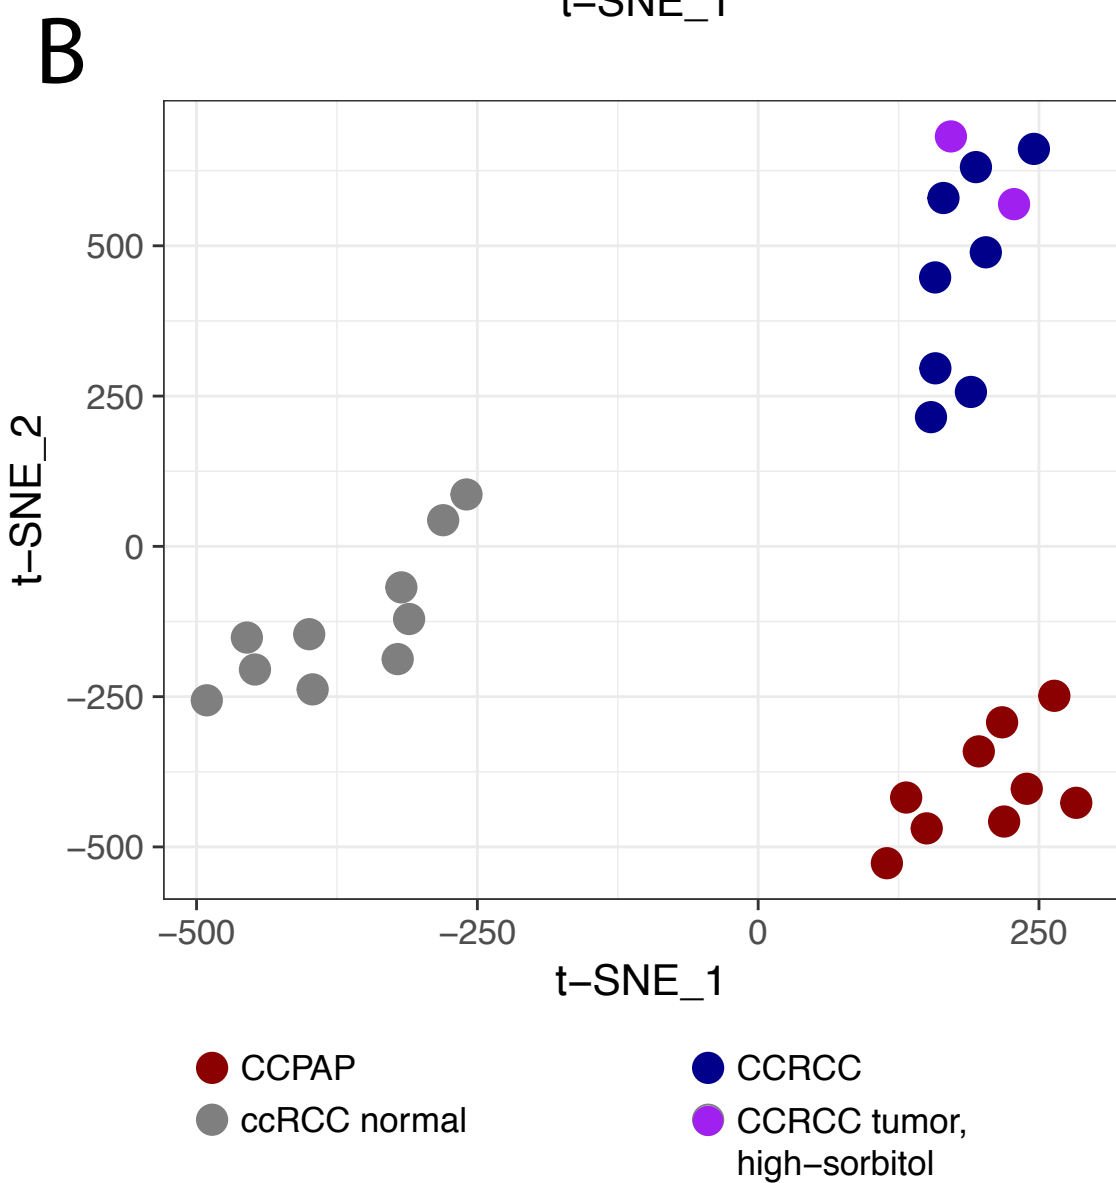 t−SNE_1
B
500
250
0
−250
−500
t−SNE_2
−500 −250 0 250
t−SNE_1
CCPAP CCRCC
ccRCC normal CCRCC tumor,
high−sorbitol